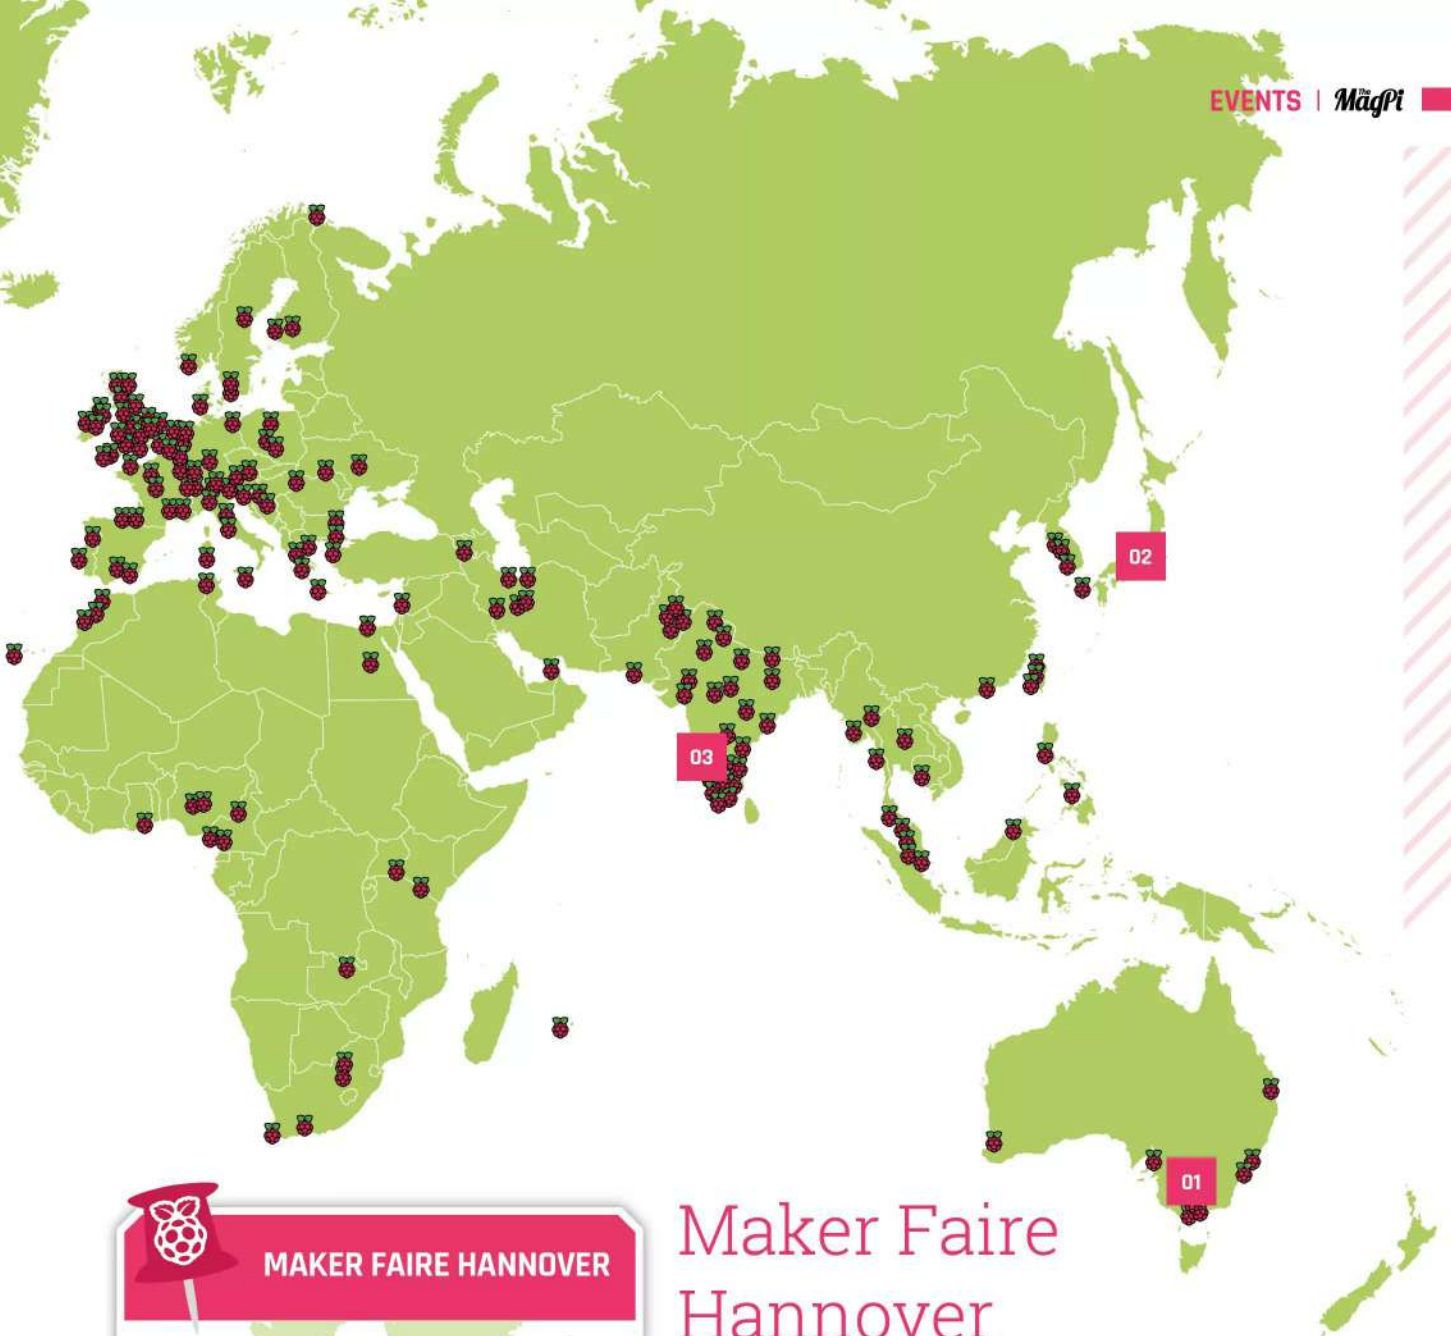 EVENTS | The MagPi
02
03
01
MAKER FAIRE HANNOVER
Maker Faire
Hannover